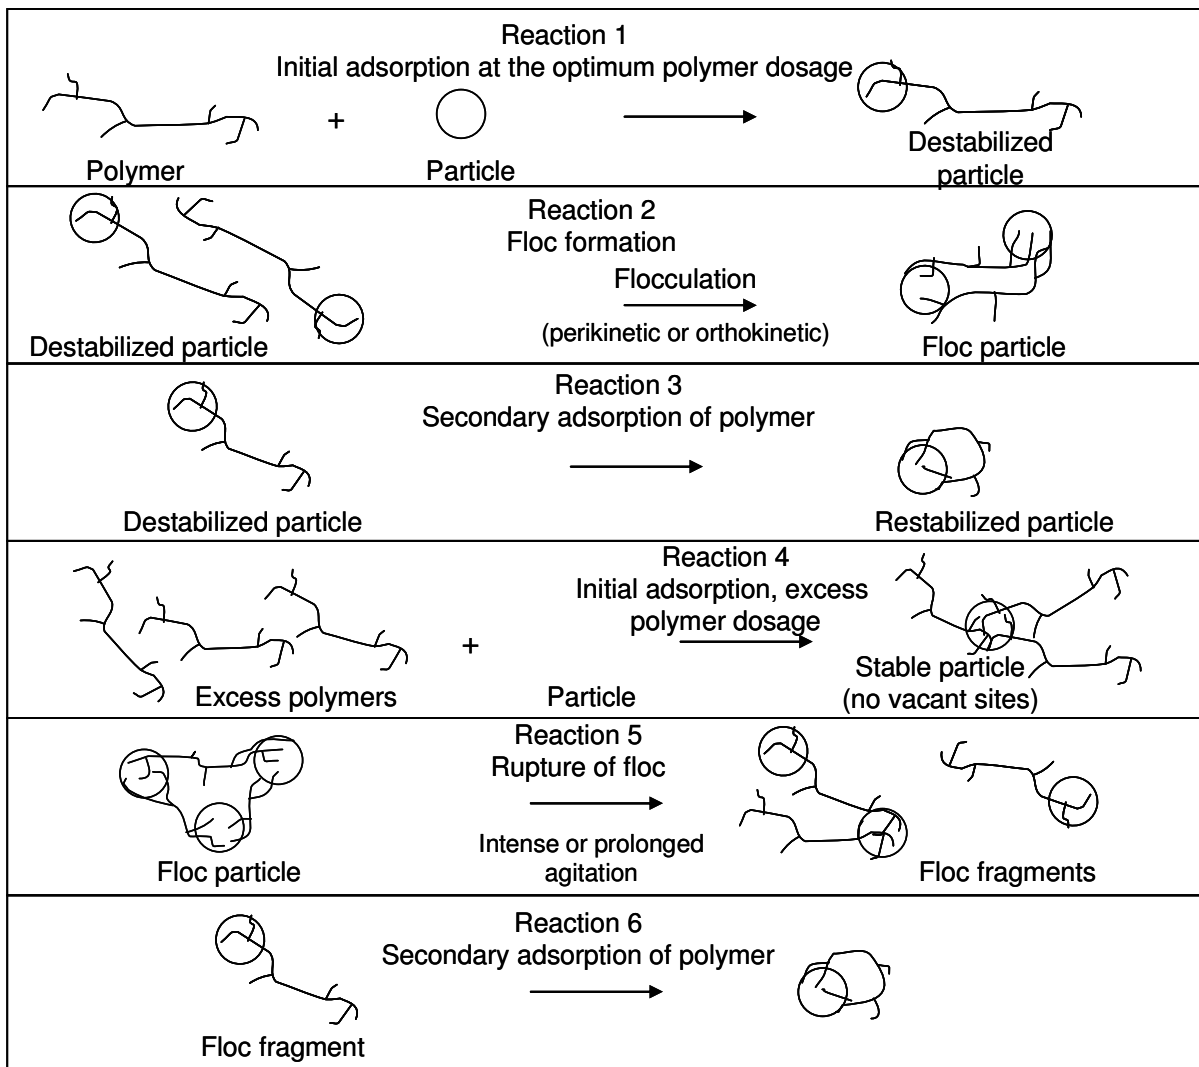 Reaction 1
Initial adsorption at the optimum polymer dosage
+
Polymer
Particle
Destabilized
particle
Reaction 2
Floc formation
Flocculation
(perikinetic or orthokinetic)
Destabilized particle
Floc particle
Reaction 3
Secondary adsorption of polymer
Destabilized particle
Restabilized particle
Reaction 4
Initial adsorption, excess
polymer dosage
+
Excess polymers
Particle
Stable particle
(no vacant sites)
Reaction 5
Rupture of floc
Intense or prolonged
agitation
Floc particle
Floc fragments
Reaction 6
Secondary adsorption of polymer
Floc fragment